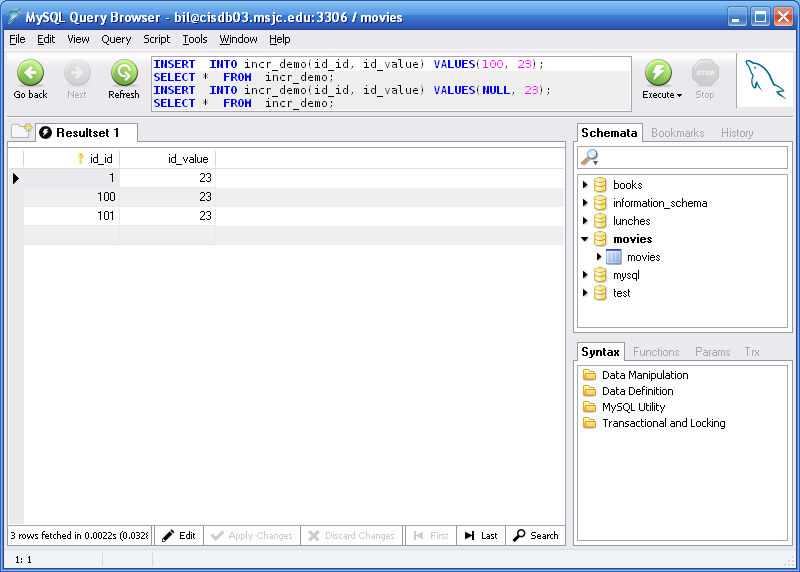 MySQL Query Browser - bil@cisdb03.msjc.edu:3306 / movies
File Edit View Query Script Tools Window Help
Go back Next Refresh
INSERT INTO incr_demo(id_id, id_value) VALUES(100, 23);
SELECT * FROM incr_demo;
INSERT INTO incr_demo(id_id, id_value) VALUES(NULL, 23);
SELECT * FROM incr_demo;
Execute STOP Stop
Resultset 1
id_id id_value
1 23
100 23
101 23
Schemata Bookmarks History
books
information_schema
lunches
movies
movies
mysql
test
Syntax Functions Params Trx
Data Manipulation
Data Definition
MySQL Utility
Transactional and Locking
3 rows fetched in 0.0022s (0.0328 Edit Apply Changes Discard Changes First Last Search
1: 1